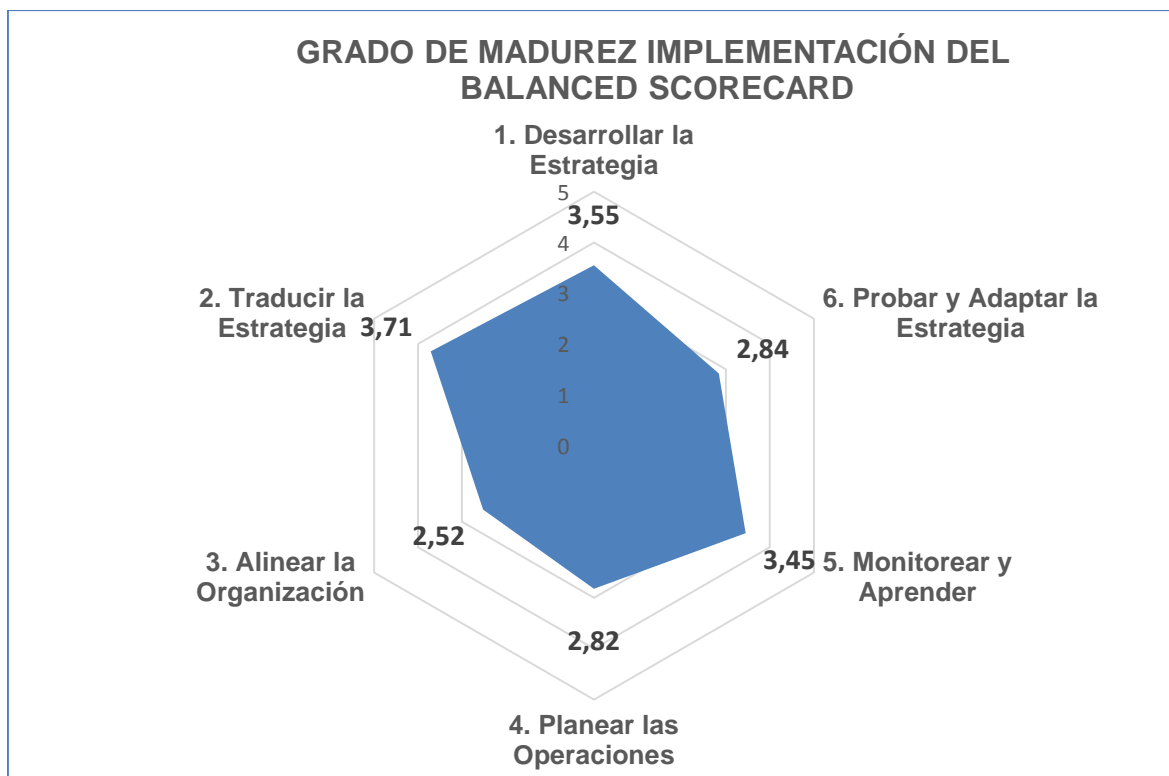 GRADO DE MADUREZ IMPLEMENTACIÓN DEL
BALANCED SCORECARD
1. Desarrollar la
Estrategia
5
3,55
4
3
2
1
0
2. Traducir la
Estrategia
3,71
6. Probar y Adaptar la
Estrategia
2,84
3. Alinear la
Organización
2,52
5. Monitorear y
Aprender
3,45
2,82
4. Planear las
Operaciones